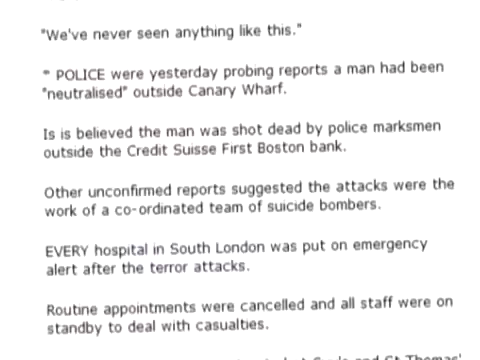 "We've never seen anything like this."
" POLICE were yesterday probing reports a man had been
"neutralised" outside Canary Wharf.
Is is believed the man was shot dead by police marksmen
outside the Credit Suisse First Boston bank.
Other unconfirmed reports suggested the attacks were the
work of a co-ordinated team of suicide bombers.
EVERY hospital in South London was put on emergency
alert after the terror attacks.
Routine appointments were cancelled and all staff were on
standby to deal with casualties.
and St Thomas'